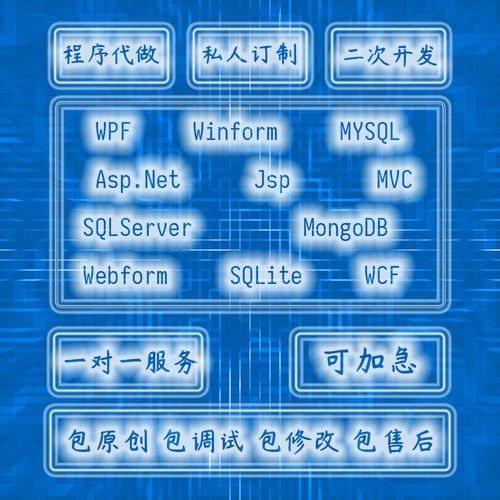 程序代做 私人订制 二次开发
WPF Winform MYSQL
Asp.Net Jsp MVC
SQLServer MongoDB
Webform SQLite WCF
一对一服务 可加急
包原创 包调试 包修改 包售后